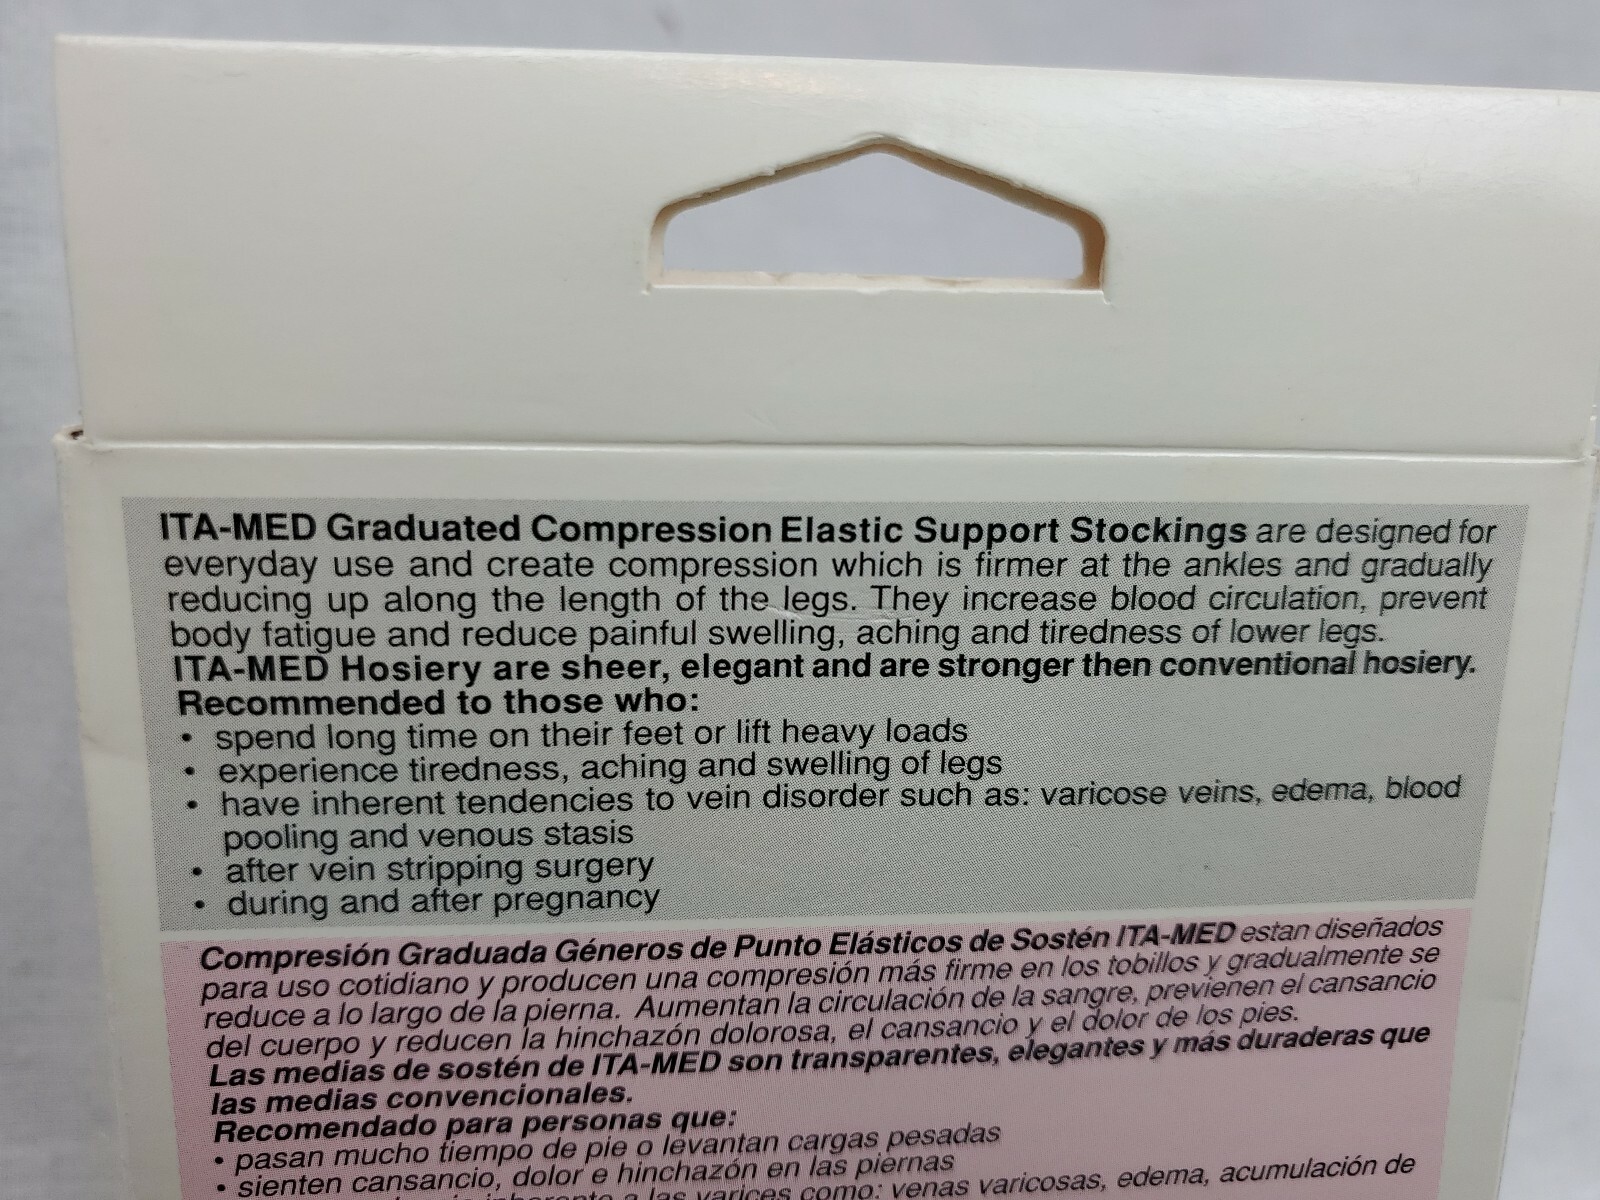 ITA-MED Graduated Compression Elastic Support Stockings are designed for
everyday use and create compression which is firmer at the ankles and gradually
reducing up along the length of the legs. They increase blood circulation, prevent
body fatigue and reduce painful swelling, aching and tiredness of lower legs.
ITA-MED Hosiery are sheer, elegant and are stronger then conventional hosiery.
Recommended to those who:
• spend long time on their feet or lift heavy loads
• experience tiredness, aching and swelling of legs
• have inherent tendencies to vein disorder such as: varicose veins, edema, blood
pooling and venous stasis
• after vein stripping surgery
• during and after pregnancy
Compresión Graduada Géneros de Punto Elásticos de Sostén ITA-MED estan diseñados
para uso cotidiano y producen una compresión más firme en los tobillos y gradualmente se
reduce a lo largo de la pierna. Aumentan la circulación de la sangre, previenen el cansancio
del cuerpo y reducen la hinchazón dolorosa, el cansancio y el dolor de los pies.
Las medias de sostén de ITA-MED son transparentes, elegantes y más duraderas que
las medias convencionales.
Recomendado para personas que:
• pasan mucho tiempo de pie o levantan cargas pesadas
• sienten cansancio, dolor e hinchazón en las piernas
a las varices como: venas varicosas, edema, acumulación de